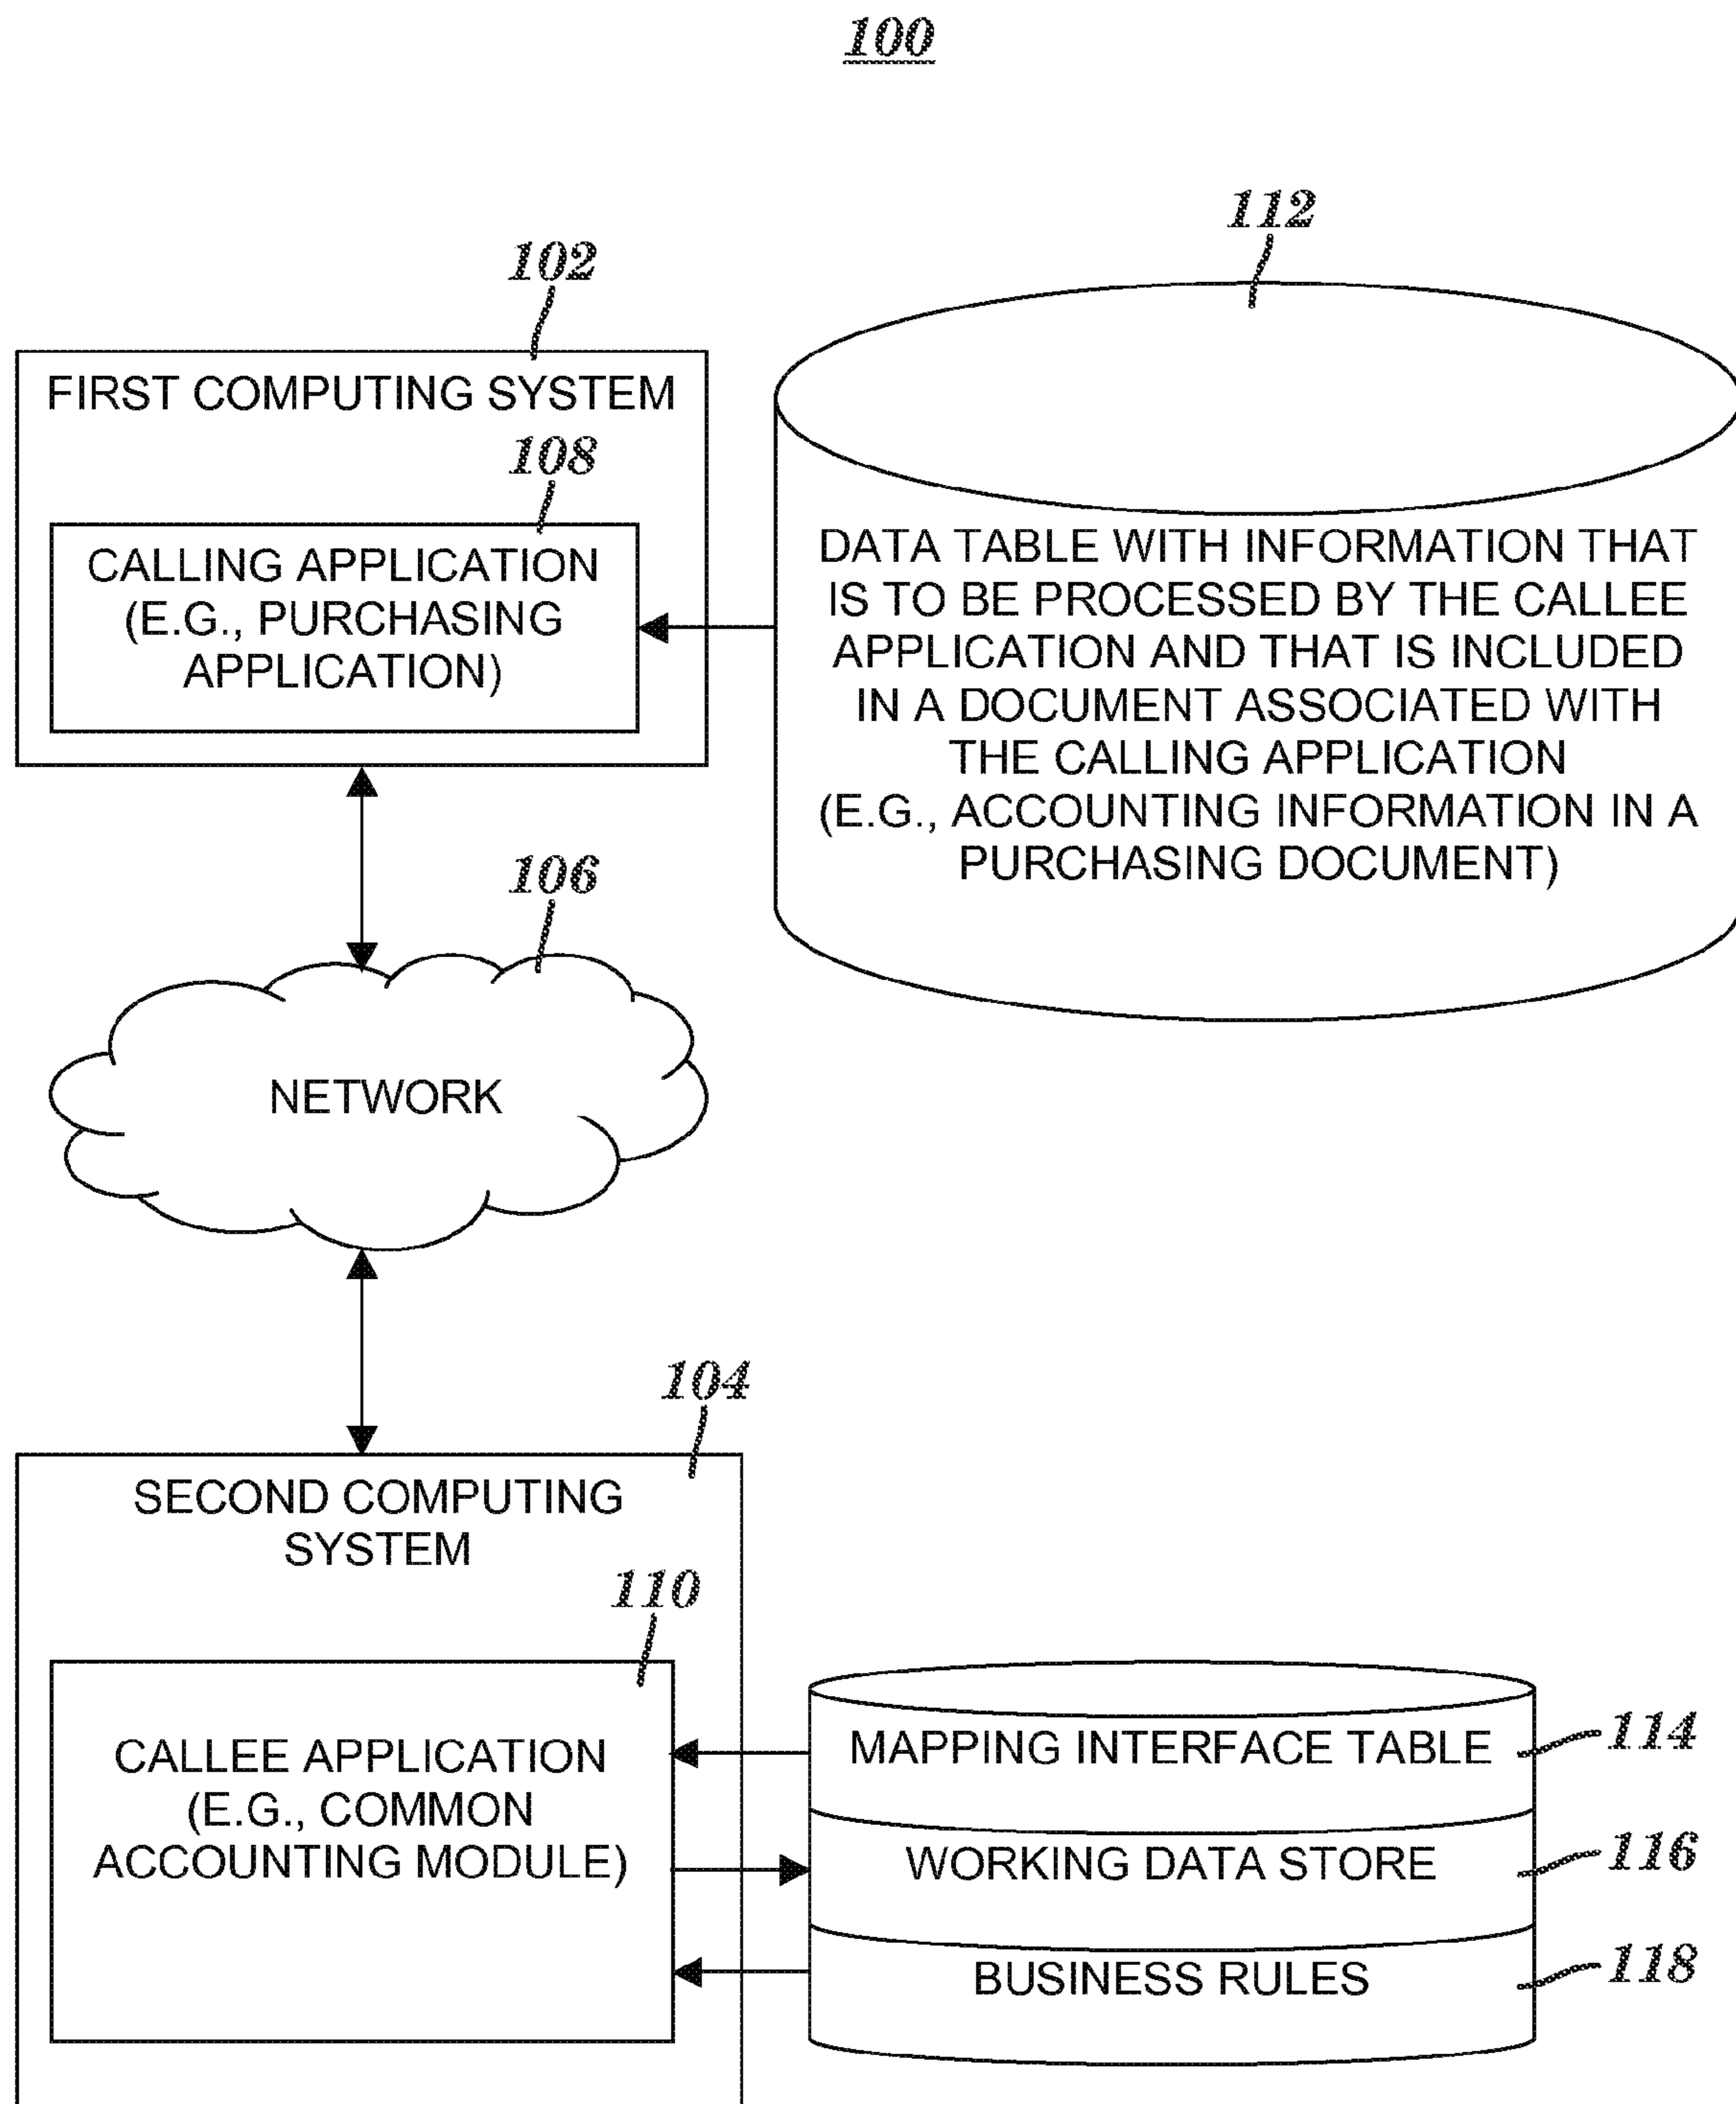 100
112
102
FIRST COMPUTING SYSTEM
108
CALLING APPLICATION
(E.G., PURCHASING
APPLICATION)
DATA TABLE WITH INFORMATION THAT
IS TO BE PROCESSED BY THE CALLEE
APPLICATION AND THAT IS INCLUDED
IN A DOCUMENT ASSOCIATED WITH
THE CALLING APPLICATION
(E.G., ACCOUNTING INFORMATION IN A
PURCHASING DOCUMENT)
106
NETWORK
104
SECOND COMPUTING
SYSTEM
110
CALLEE APPLICATION
(E.G., COMMON
ACCOUNTING MODULE)
MAPPING INTERFACE TABLE
114
WORKING DATA STORE
116
BUSINESS RULES
118